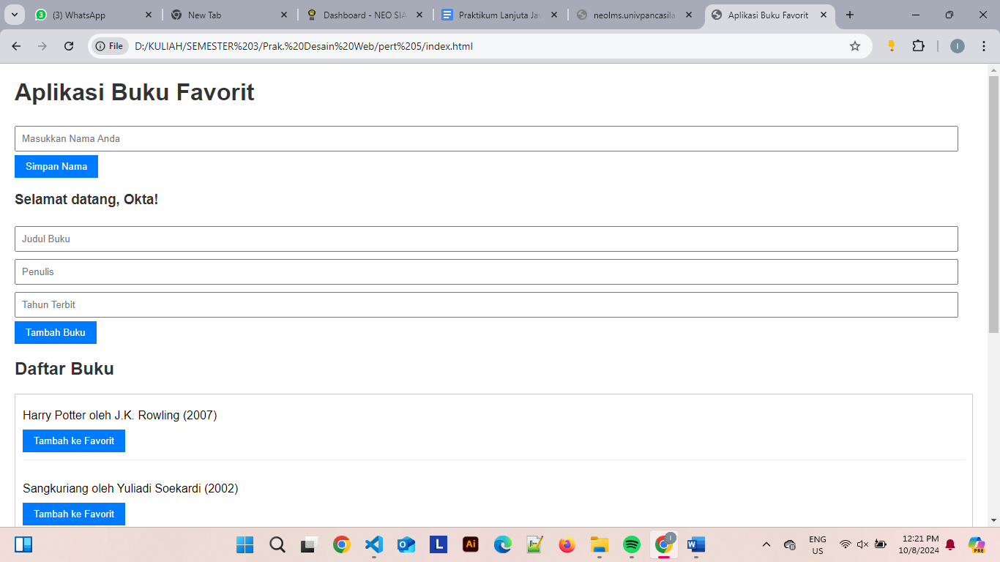 (3) WhatsApp
New Tab
Dashboard - NEO SIA
Praktikum Lanjuta Ja
neolms.univpancasila
Aplikasi Buku Favorit
File
D:/KULIAH/SEMESTER%203/Prak.%20Desain%20Web/pert%205/index.html
I
Aplikasi Buku Favorit
Masukkan Nama Anda
Simpan Nama
Selamat datang, Okta!
Judul Buku
Penulis
Tahun Terbit
Tambah Buku
Daftar Buku
Harry Potter oleh J.K. Rowling (2007)
Tambah ke Favorit
Sangkuriang oleh Yuliadi Soekardi (2002)
Tambah ke Favorit
L
Ai
I
ENG
US
12:21 PM
10/8/2024
PRE